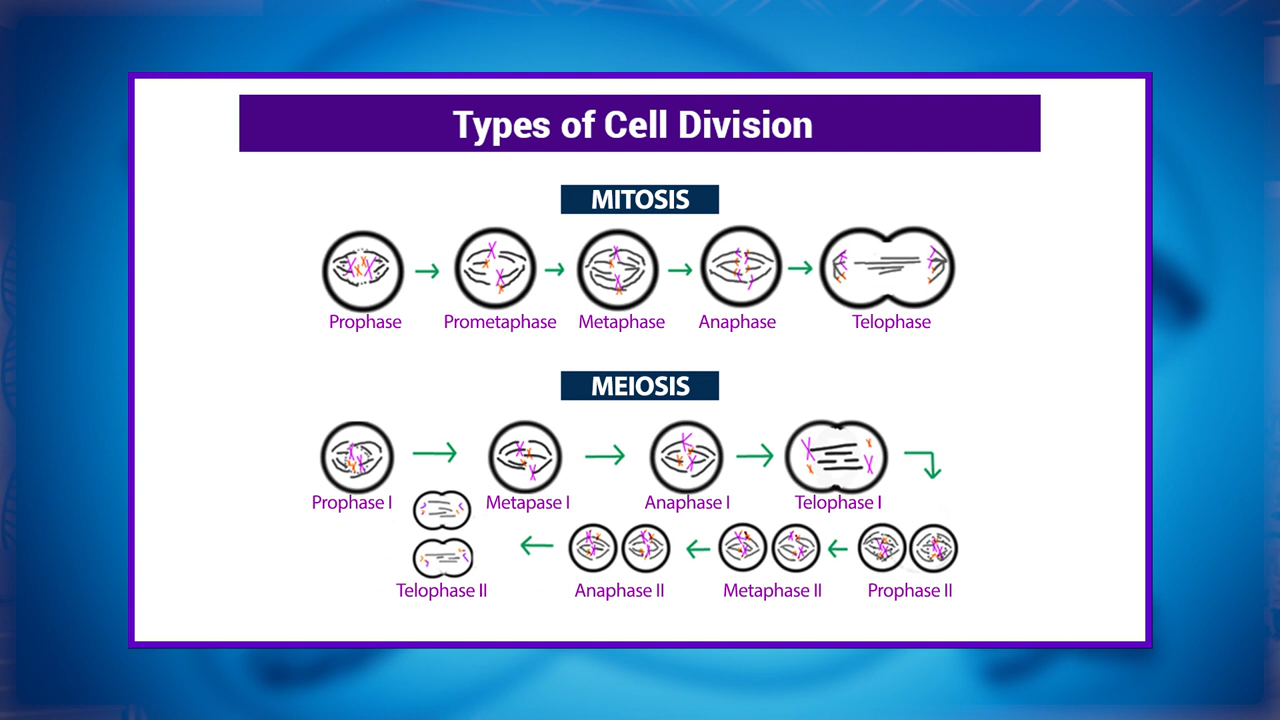 Types of Cell Division
MITOSIS
Prophase
Prometaphase
Metaphase
Anaphase
Telophase
MEIOSIS
Prophase I
Metapase I
Anaphase I
Telophase I
Telophase II
Anaphase II
Metaphase II
Prophase II